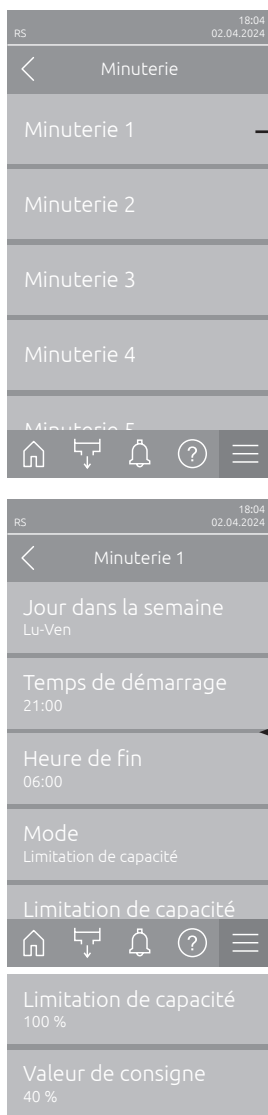 18:04
RS 02.04.2024
Minuterie
Minuterie 1
Minuterie 2
Minuterie 3
Minuterie 4
Minuterie 5
?
18:04
RS 02.04.2024
Minuterie 1
Jour dans la semaine
Lu-Ven
Temps de démarrage
21:00
Heure de fin
06:00
Mode
Limitation de capacité
Limitation de capacité
?
Limitation de capacité
100 %
Valeur de consigne
40 %